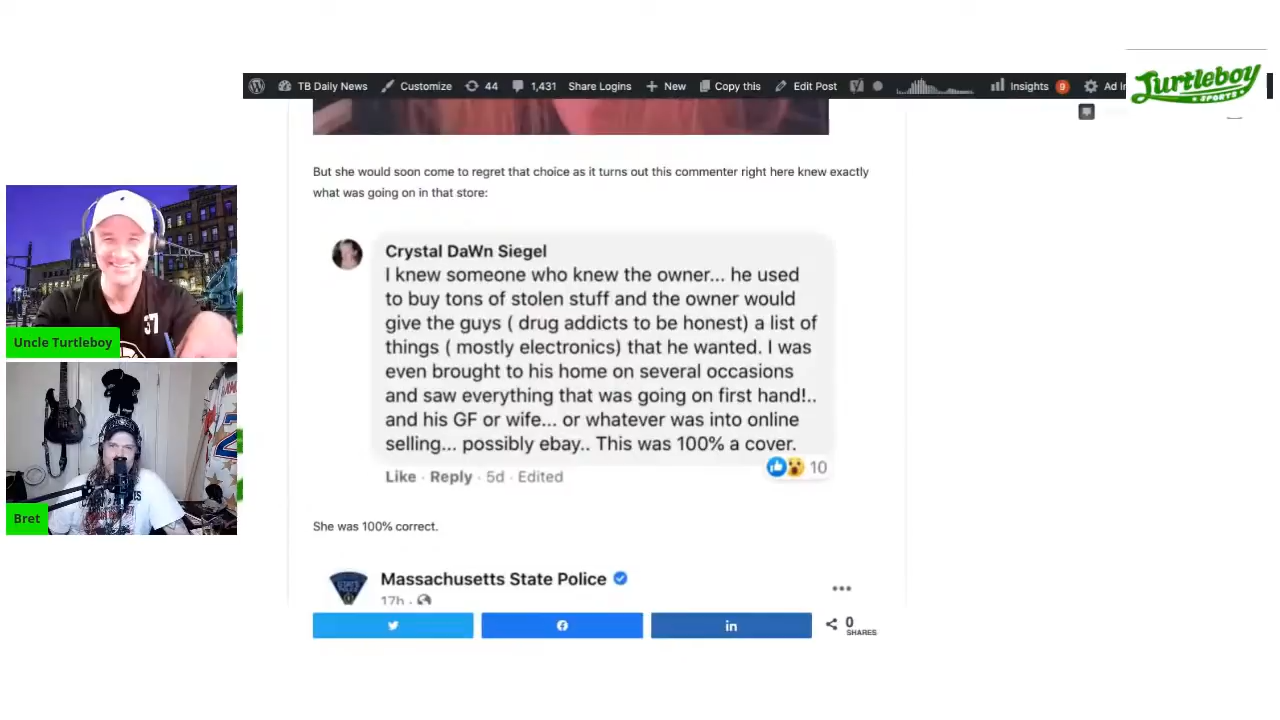 TB Daily News Customize 44 1,431 Share Logins New Copy this Edit Post Insights 9 Ad in
Turtleboy
SPORTS
But she would soon come to regret that choice as it turns out this commenter right here knew exactly
what was going on in that store:
Crystal DaWn Siegel
I knew someone who knew the owner... he used
to buy tons of stolen stuff and the owner would
give the guys ( drug addicts to be honest) a list of
things ( mostly electronics) that he wanted. I was
even brought to his home on several occasions
and saw everything that was going on first hand!..
and his GF or wife... or whatever was into online
selling... possibly ebay.. This was 100% a cover.
Like · Reply · 5d · Edited
10
She was 100% correct.
Massachusetts State Police
17h ·
in
0
SHARES
37
Uncle Turtleboy
Bret